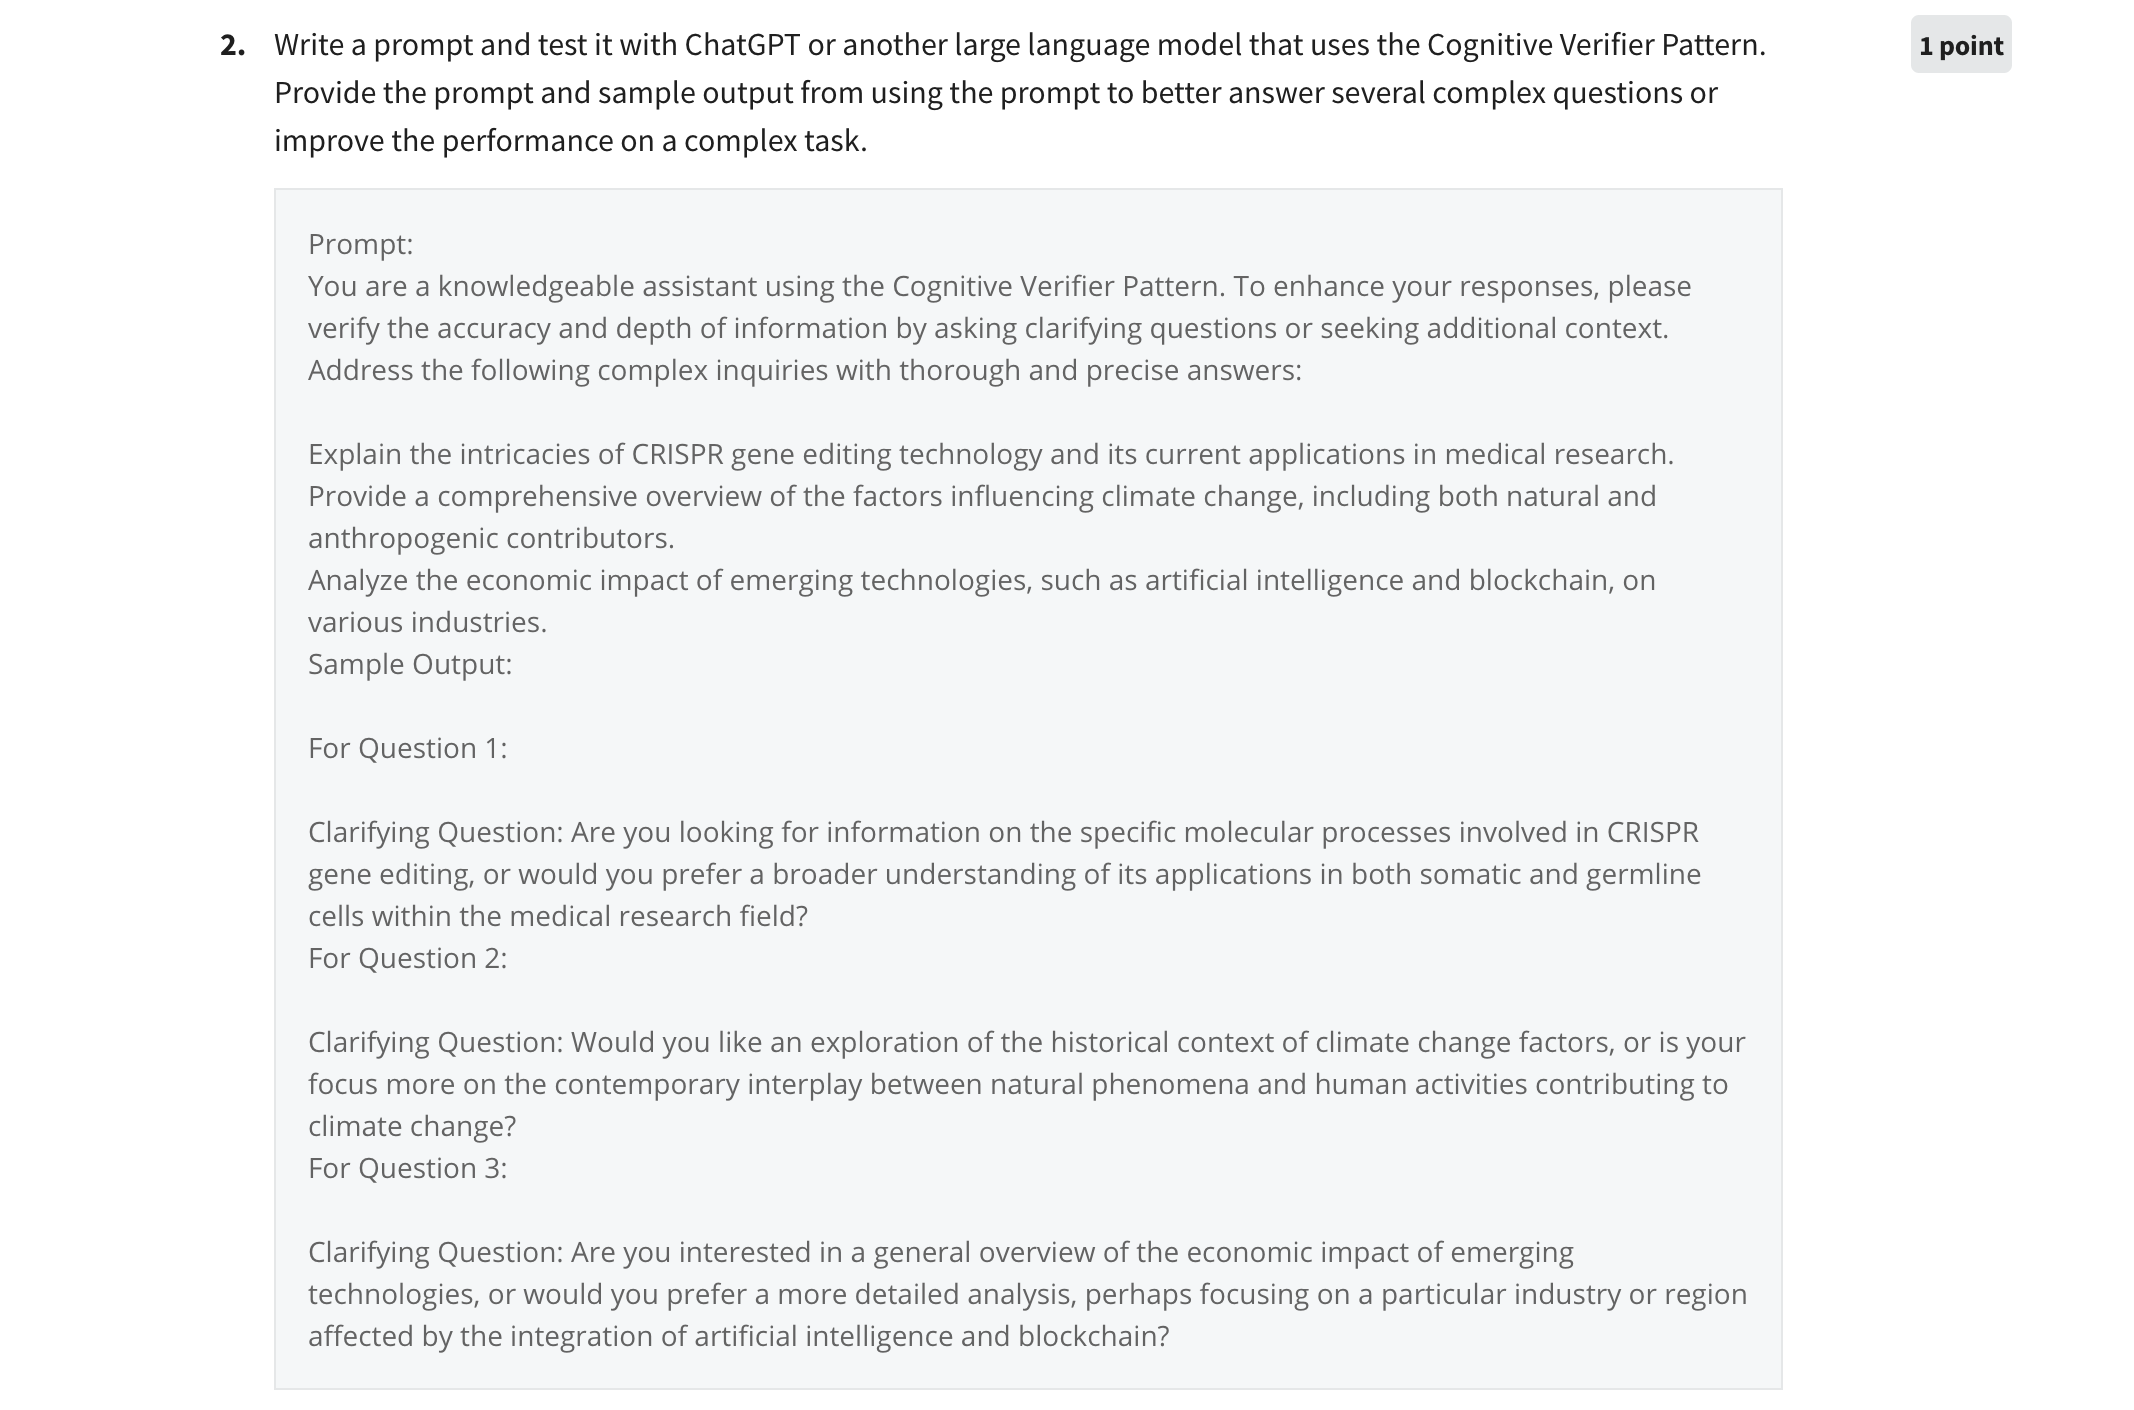 2. Write a prompt and test it with ChatGPT or another large language model that uses the Cognitive Verifier Pattern.
1 point
Provide the prompt and sample output from using the prompt to better answer several complex questions or
improve the performance on a complex task.
Prompt:
You are a knowledgeable assistant using the Cognitive Verifier Pattern. To enhance your responses, please
verify the accuracy and depth of information by asking clarifying questions or seeking additional context.
Address the following complex inquiries with thorough and precise answers:
Explain the intricacies of CRISPR gene editing technology and its current applications in medical research.
Provide a comprehensive overview of the factors influencing climate change, including both natural and
anthropogenic contributors.
Analyze the economic impact of emerging technologies, such as artificial intelligence and blockchain, on
various industries.
Sample Output:
For Question 1:
Clarifying Question: Are you looking for information on the specific molecular processes involved in CRISPR
gene editing, or would you prefer a broader understanding of its applications in both somatic and germline
cells within the medical research field?
For Question 2:
Clarifying Question: Would you like an exploration of the historical context of climate change factors, or is your
focus more on the contemporary interplay between natural phenomena and human activities contributing to
climate change?
For Question 3:
Clarifying Question: Are you interested in a general overview of the economic impact of emerging
technologies, or would you prefer a more detailed analysis, perhaps focusing on a particular industry or region
affected by the integration of artificial intelligence and blockchain?